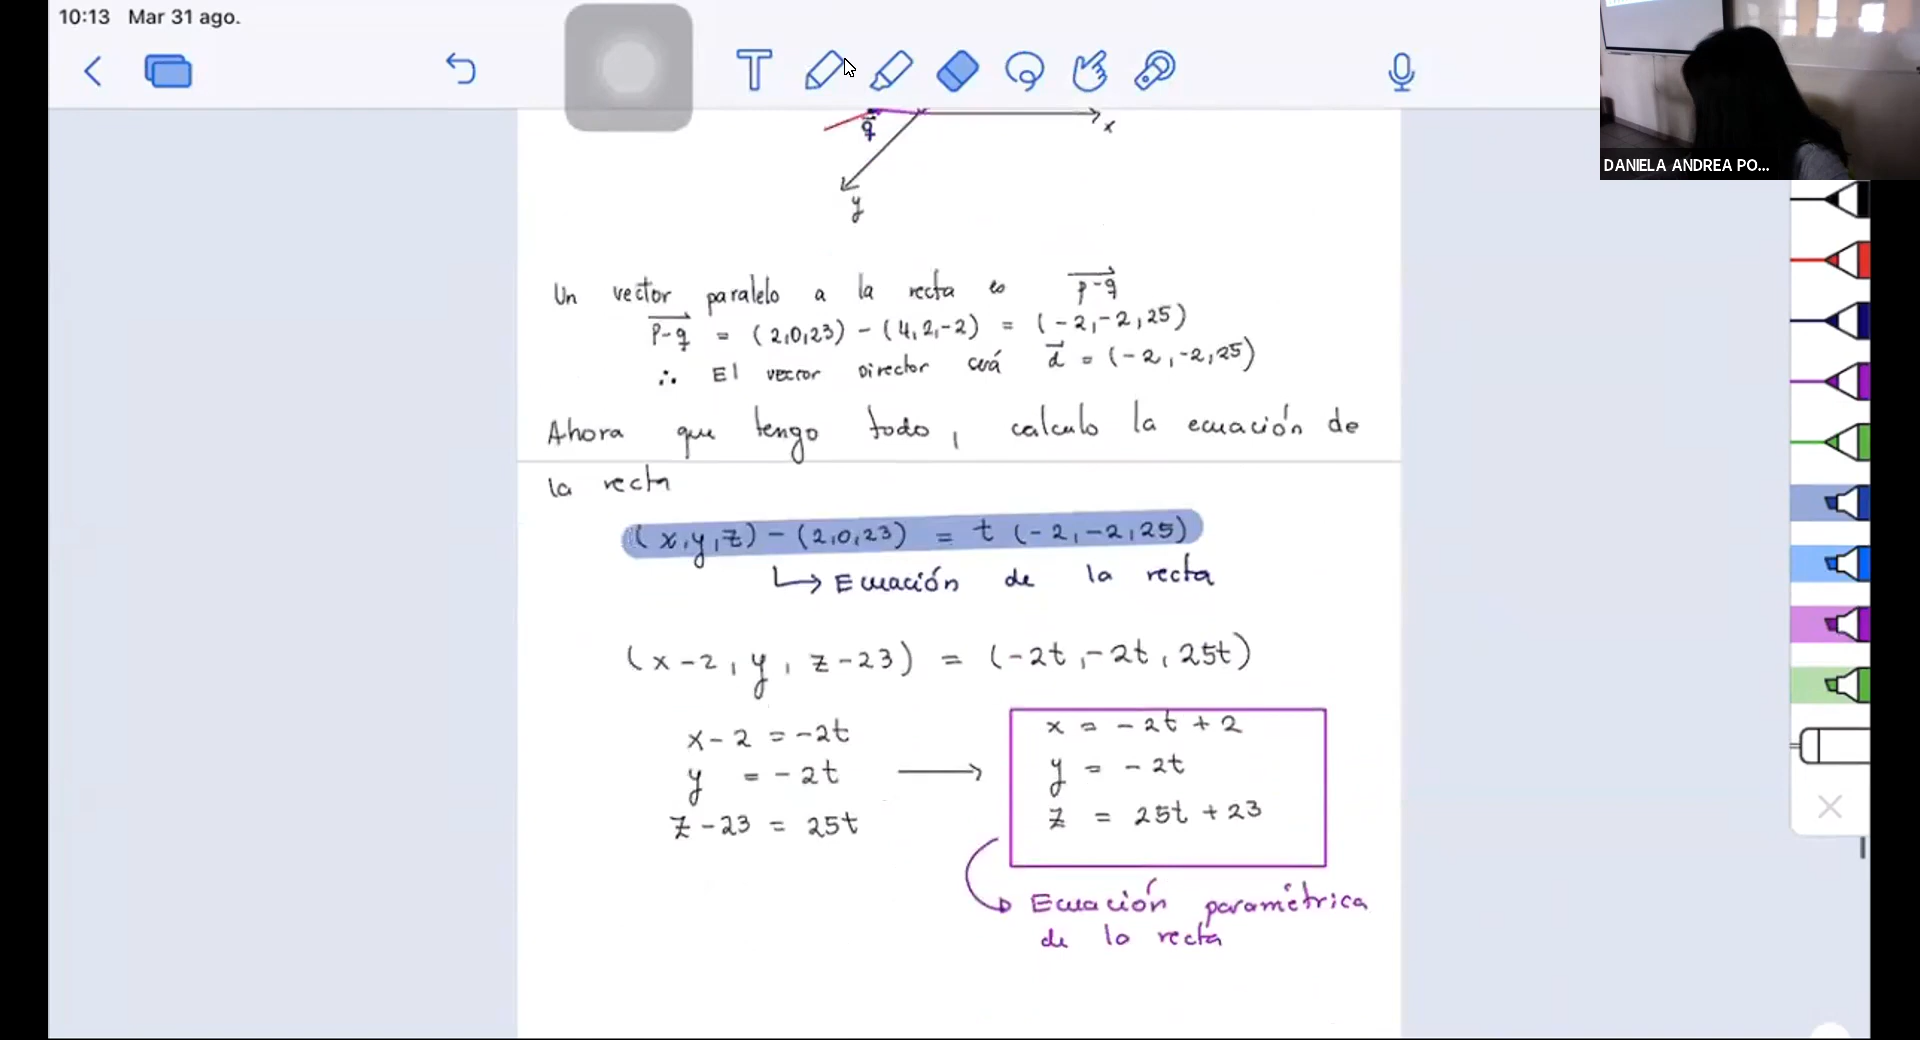 10:13 Mar 31 ago.
DANIELA ANDREA PO...
T
q
x
y
Un vector paralelo a la recta es p-q
p-q = (2,0,23) - (4,2,-2) = (-2,-2,25)
∴ El vector Director será d = (-2,-2,25)
Ahora que tengo todo, calculo la ecuación de
la recta
(x,y,z) - (2,0,23) = t (-2,-2,25)
Ecuación de la recta
(x-2, y, z-23) = (-2t,-2t,25t)
x-2 = -2t
y = -2t
z-23 = 25t
x = -2t + 2
y = -2t
z = 25t + 23
Ecuación paramétrica
de la recta